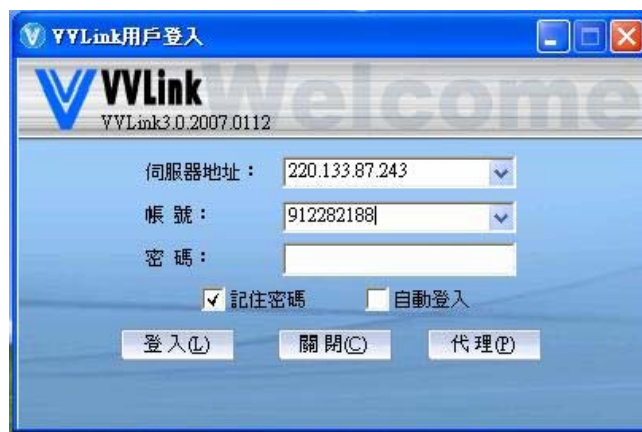 VVLink用戶登入
Welcome
VVLink
VVLink3.0.2007.0112
伺服器地址： 220.133.87.243
帳 號： 912282188
密 碼：
記住密碼 自動登入
登 入(L) 關 閉(C) 代 理(P)